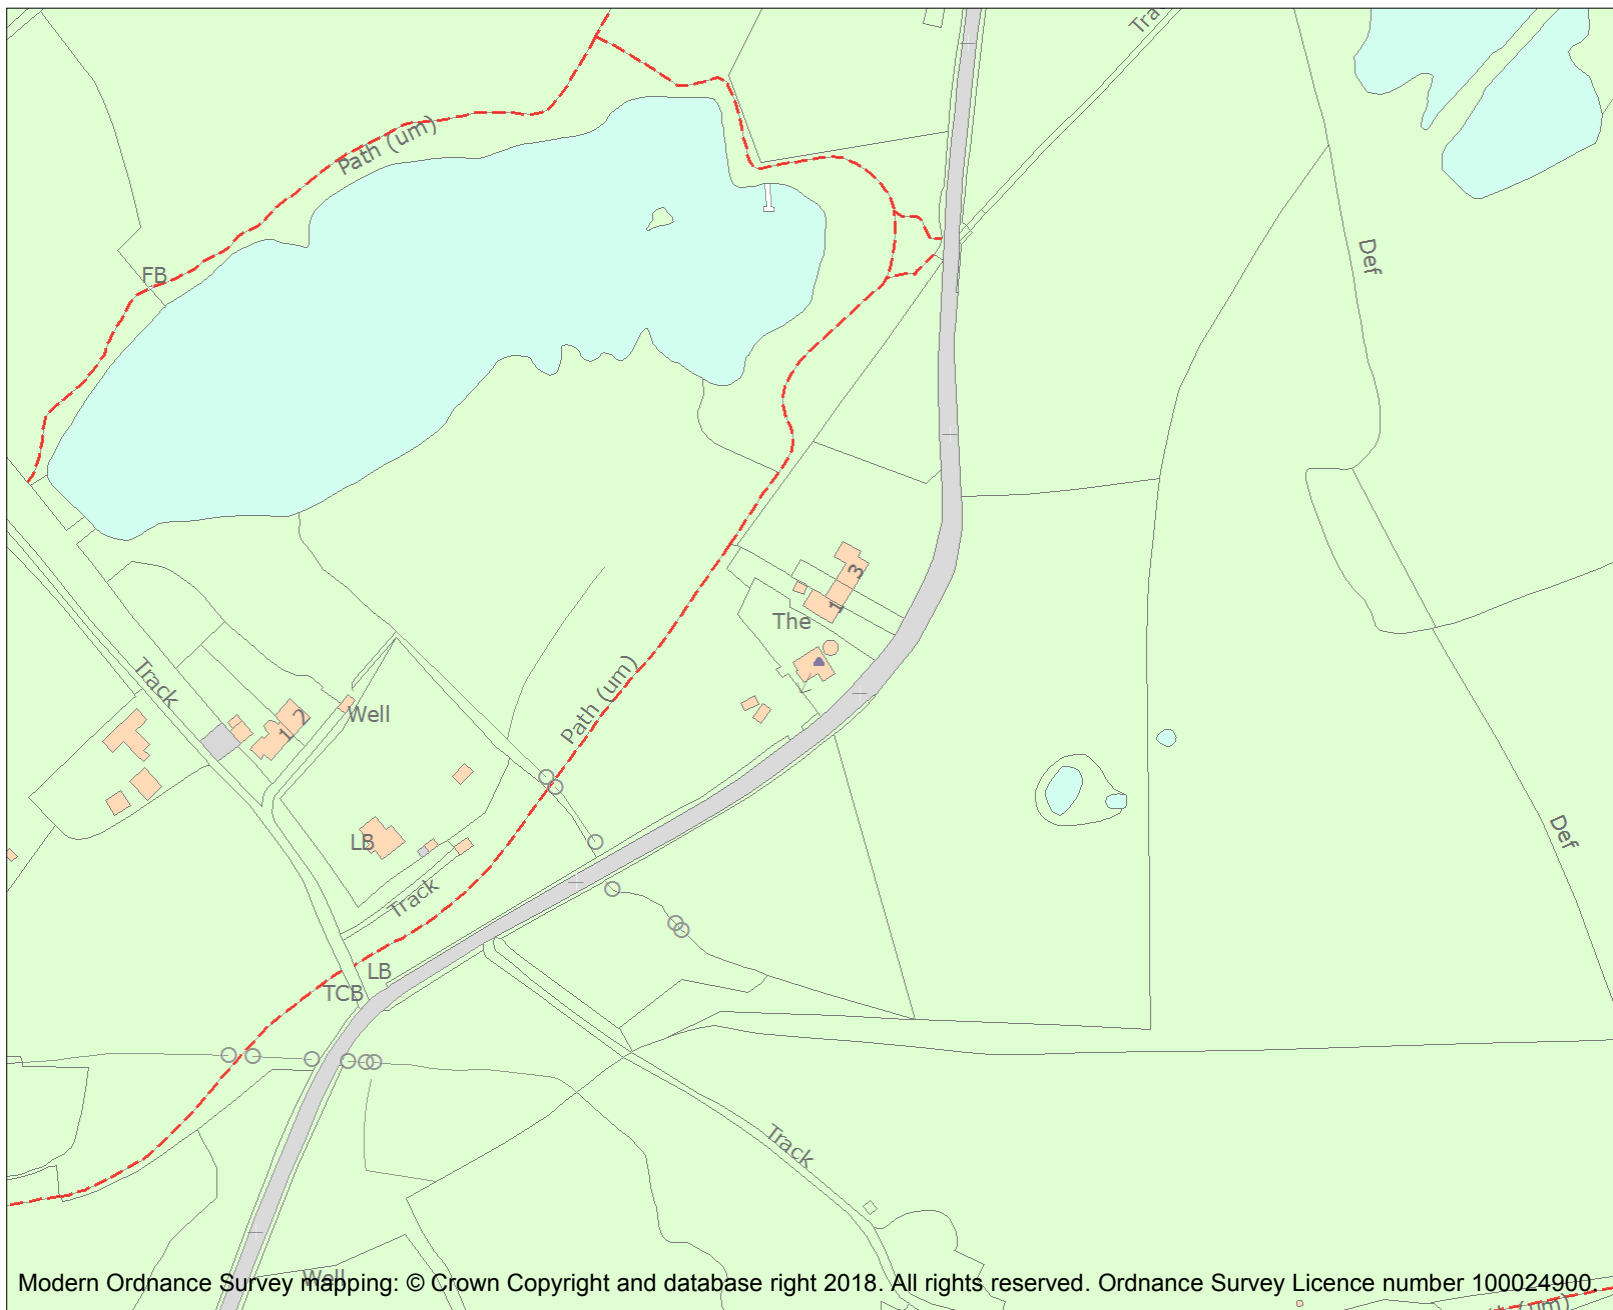 Tra
Path (um)
Def
FB
3
1
The
Track
Path (um)
2
1
Well
Def
LB
Track
LB
TCB
Track
Well
Modern Ordnance Survey mapping: © Crown Copyright and database right 2018. All rights reserved. Ordnance Survey Licence number 100024900.
(um)